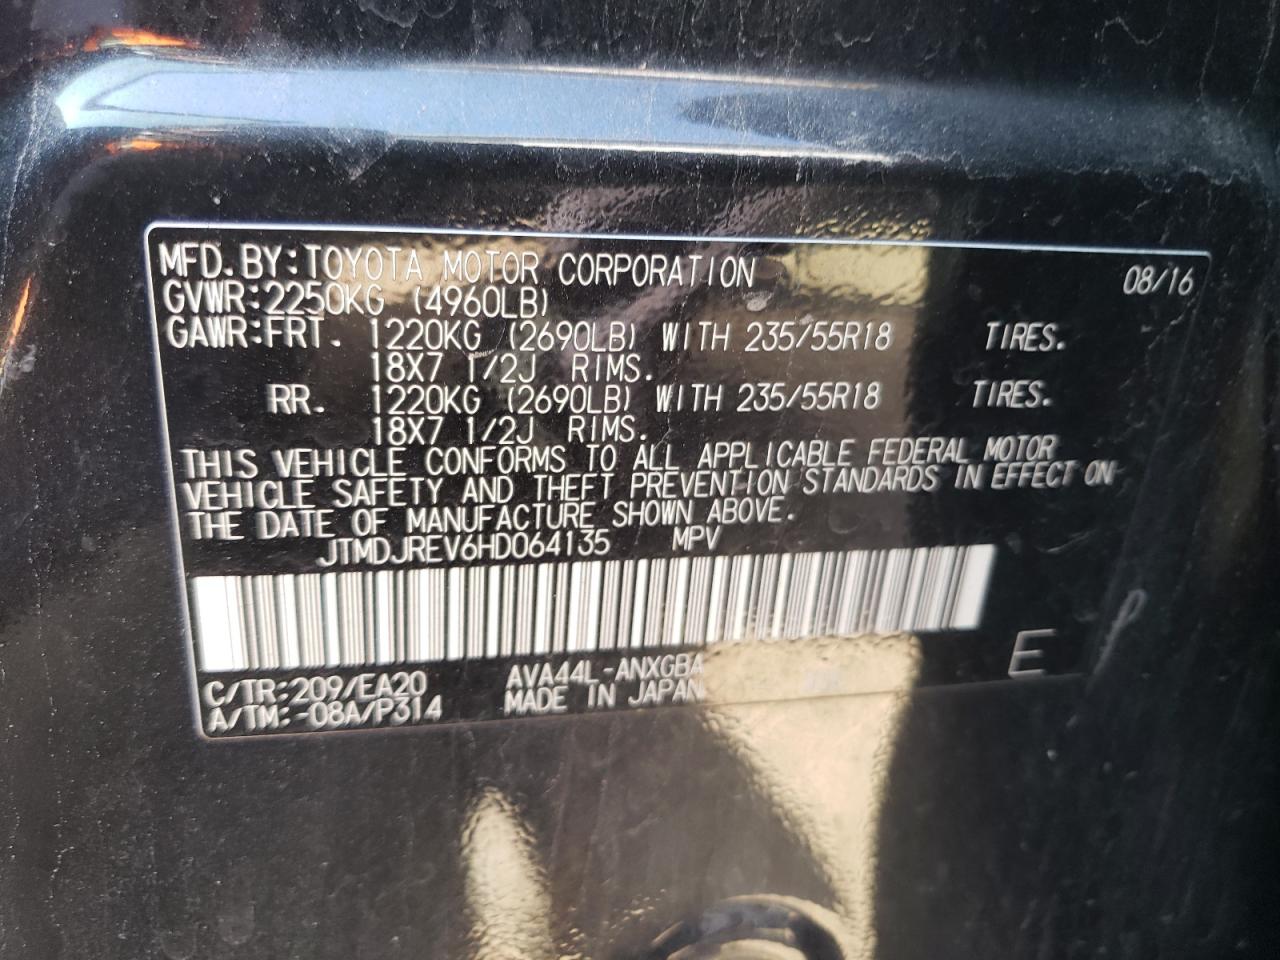 MFD. BY: TOYOTA MOTOR CORPORATION 08/16
GVWR: 2250KG (4960LB)
GAWR: FRT. 1220KG (2690LB) WITH 235/55R18 TIRES.
18X7 1/2J RIMS.
RR. 1220KG (2690LB) WITH 235/55R18 TIRES.
18X7 1/2J RIMS.
THIS VEHICLE CONFORMS TO ALL APPLICABLE FEDERAL MOTOR
VEHICLE SAFETY AND THEFT PREVENTION STANDARDS IN EFFECT ON
THE DATE OF MANUFACTURE SHOWN ABOVE.
JTMDJREV6HD064135 MPV
C/TR: 209/EA20 AVA44L-ANXGBA E
A/TM: -08A/P314 MADE IN JAPAN